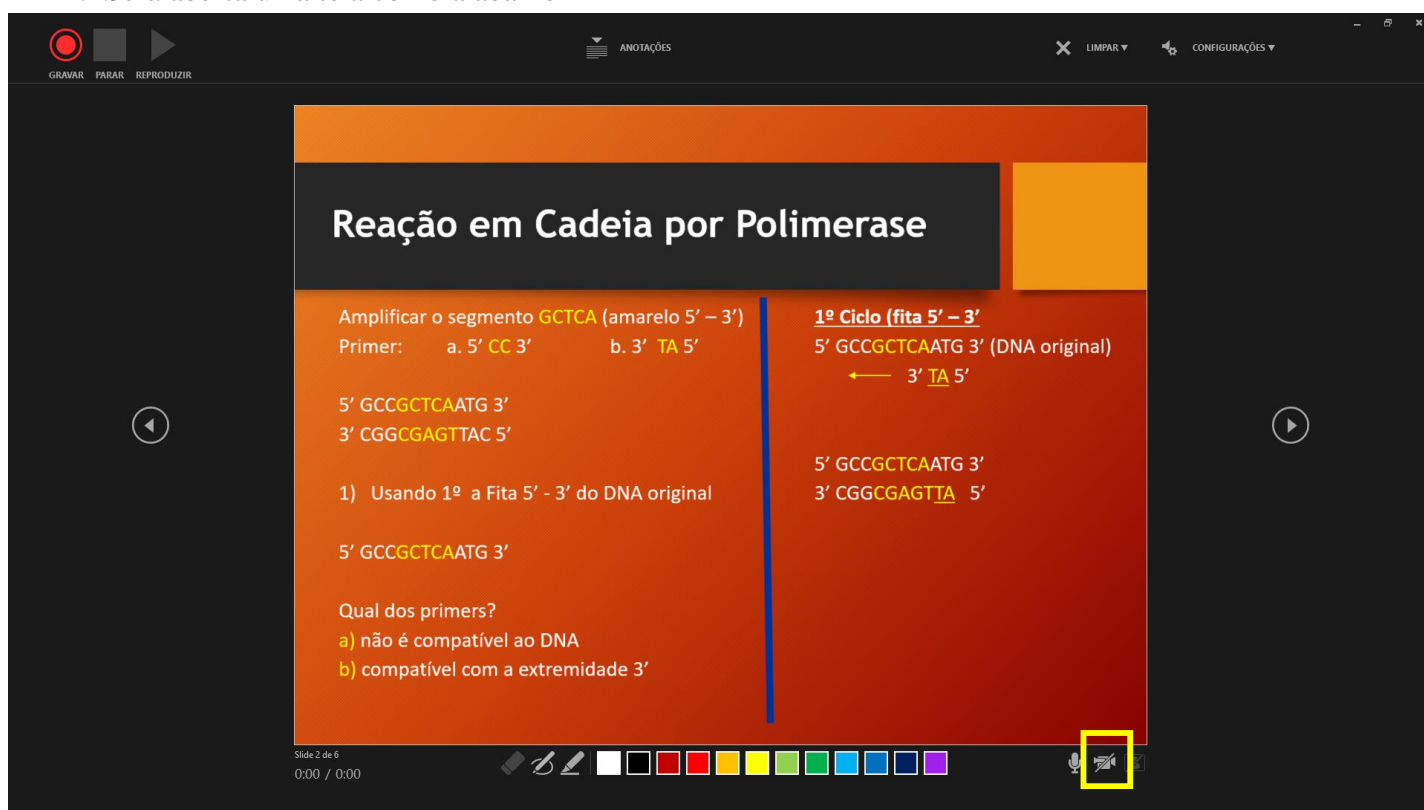 GRAVAR PARAR REPRODUZIR
ANOTAÇÕES
LIMPAR
CONFIGURAÇÕES
Reação em Cadeia por Polimerase
Amplificar o segmento GCTCA (amarelo 5’ – 3’)
Primer: a. 5’ CC 3’ b. 3’ TA 5’
5’ GCCGCTCAATG 3’
3’ CGGCGAGTTAC 5’
1) Usando 1º a Fita 5’ - 3’ do DNA original
5’ GCCGCTCAATG 3’
Qual dos primers?
a) não é compatível ao DNA
b) compatível com a extremidade 3’
1º Ciclo (fita 5’ – 3’
5’ GCCGCTCAATG 3’ (DNA original)
3’ TA 5’
5’ GCCGCTCAATG 3’
3’ CGGCGAGTTA 5’
Slide 2 de 6
0:00 / 0:00